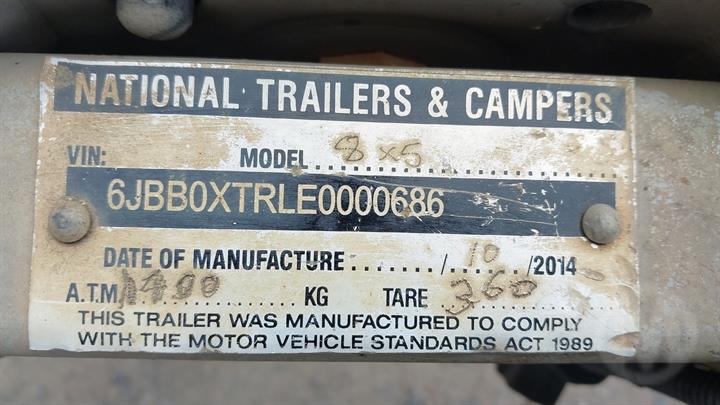 NATIONAL TRAILERS & CAMPERS
VIN: MODEL 8x5
6JBB0XTRLE0000686
DATE OF MANUFACTURE ....../10....../2014
A.T.M 1400 ........ KG TARE 360
THIS TRAILER WAS MANUFACTURED TO COMPLY
WITH THE MOTOR VEHICLE STANDARDS ACT 1989